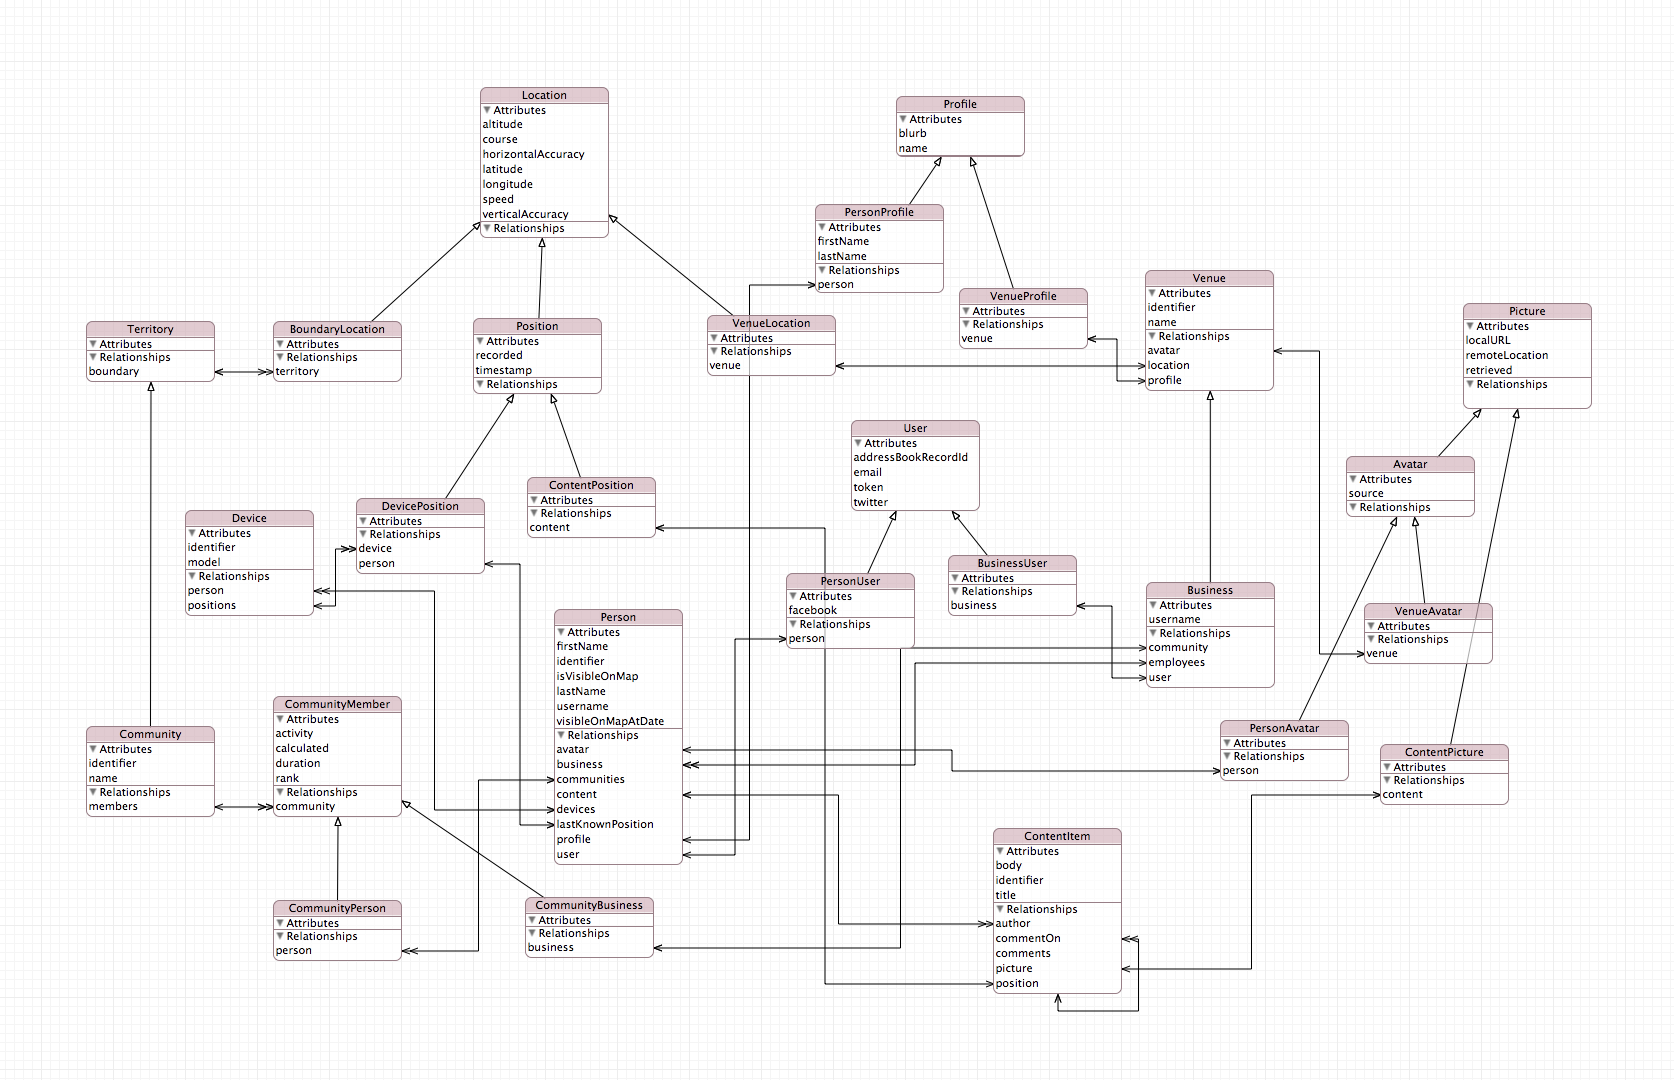 Location
Attributes
altitude
course
horizontalAccuracy
latitude
longitude
speed
verticalAccuracy
Relationships
Profile
Attributes
blurb
name
PersonProfile
Attributes
firstName
lastName
Relationships
person
VenueProfile
Attributes
Relationships
venue
Venue
Attributes
identifier
name
Relationships
avatar
location
profile
Picture
Attributes
localURL
remoteLocation
retrieved
Relationships
Territory
Attributes
Relationships
boundary
BoundaryLocation
Attributes
Relationships
territory
Position
Attributes
recorded
timestamp
Relationships
VenueLocation
Attributes
Relationships
venue
User
Attributes
addressBookRecordId
email
token
twitter
Avatar
Attributes
source
Relationships
Device
Attributes
identifier
model
Relationships
person
positions
DevicePosition
Attributes
Relationships
device
person
ContentPosition
Attributes
Relationships
content
PersonUser
Attributes
facebook
Relationships
person
BusinessUser
Attributes
Relationships
business
Business
Attributes
username
Relationships
community
employees
user
VenueAvatar
Attributes
Relationships
venue
Person
Attributes
firstName
identifier
isVisibleOnMap
lastName
username
visibleOnMapAtDate
Relationships
avatar
business
communities
content
devices
lastKnownPosition
profile
user
Community
Attributes
identifier
name
Relationships
members
CommunityMember
Attributes
activity
calculated
duration
rank
Relationships
community
PersonAvatar
Attributes
Relationships
person
ContentPicture
Attributes
Relationships
content
ContentItem
Attributes
body
identifier
title
Relationships
author
commentOn
comments
picture
position
CommunityPerson
Attributes
Relationships
person
CommunityBusiness
Attributes
Relationships
business